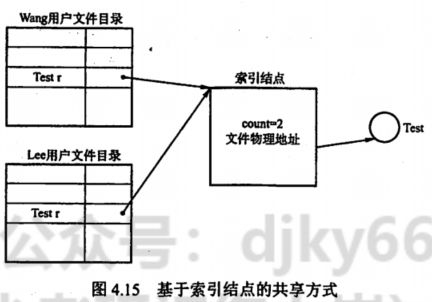 Wang用户文件目录
Test r
索引结点
count=2
文件物理地址
Test
Lee用户文件目录
Test r
公众号：djky66
图 4.15 基于索引结点的共享方式